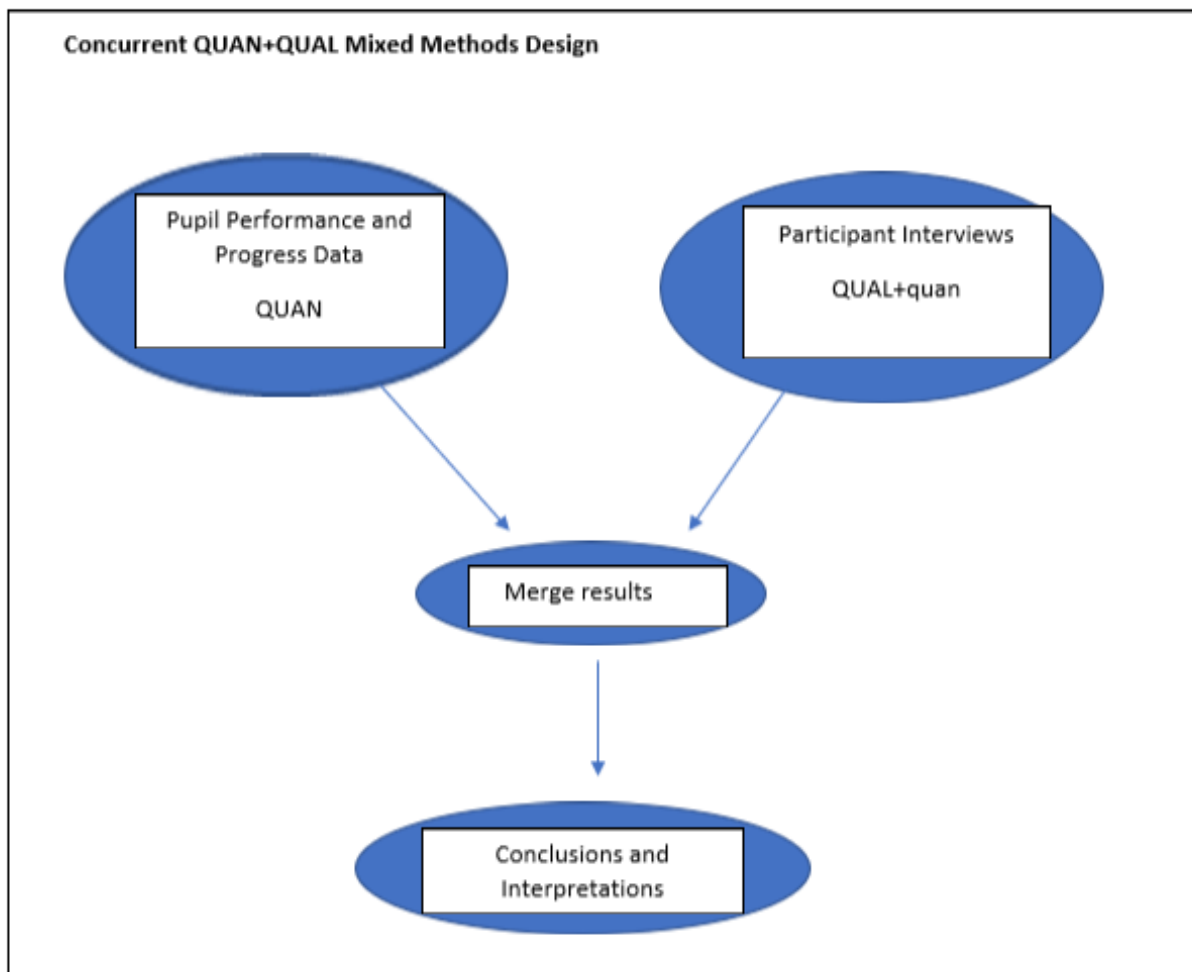 Concurrent QUAN+QUAL Mixed Methods Design
Pupil Performance and
Progress Data
QUAN
Participant Interviews
QUAL+quan
Merge results
Conclusions and
Interpretations